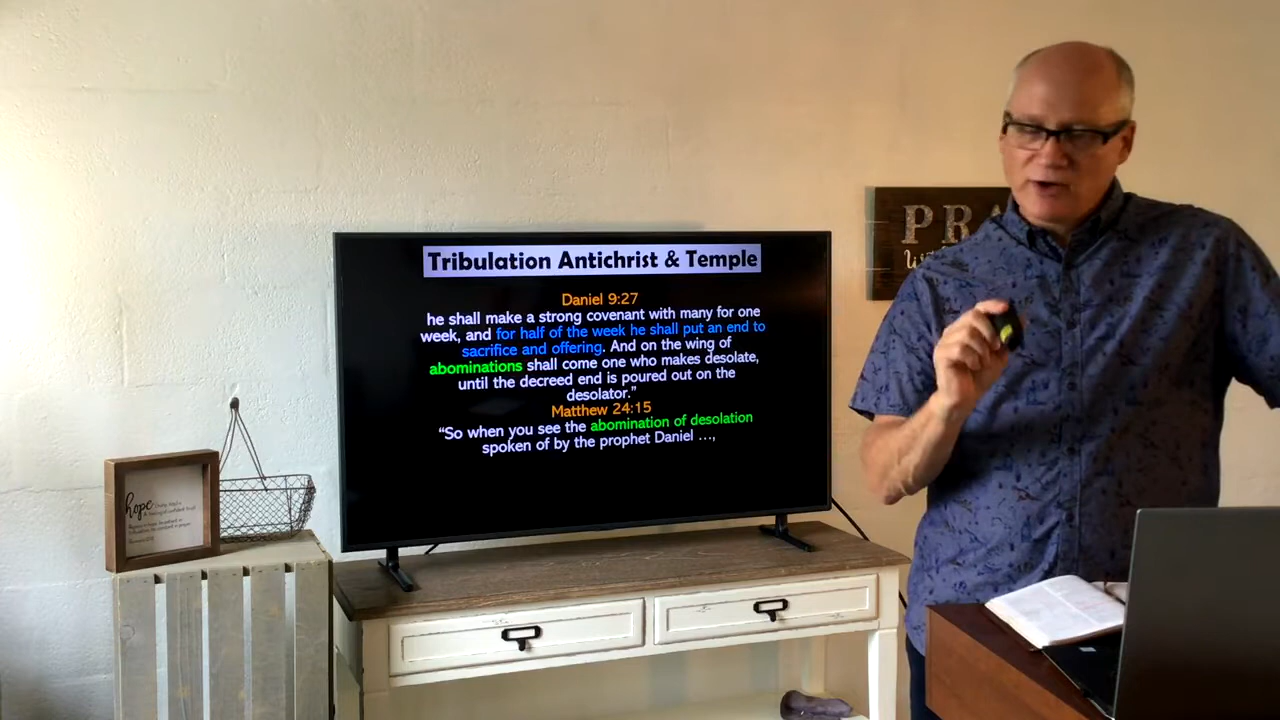 Tribulation Antichrist & Temple
Daniel 9:27
he shall make a strong covenant with many for one
week, and for half of the week he shall put an end to
sacrifice and offering. And on the wing of
abominations shall come one who makes desolate,
until the decreed end is poured out on the
desolator.”
Matthew 24:15
“So when you see the abomination of desolation
spoken of by the prophet Daniel ...,
PRA
hope